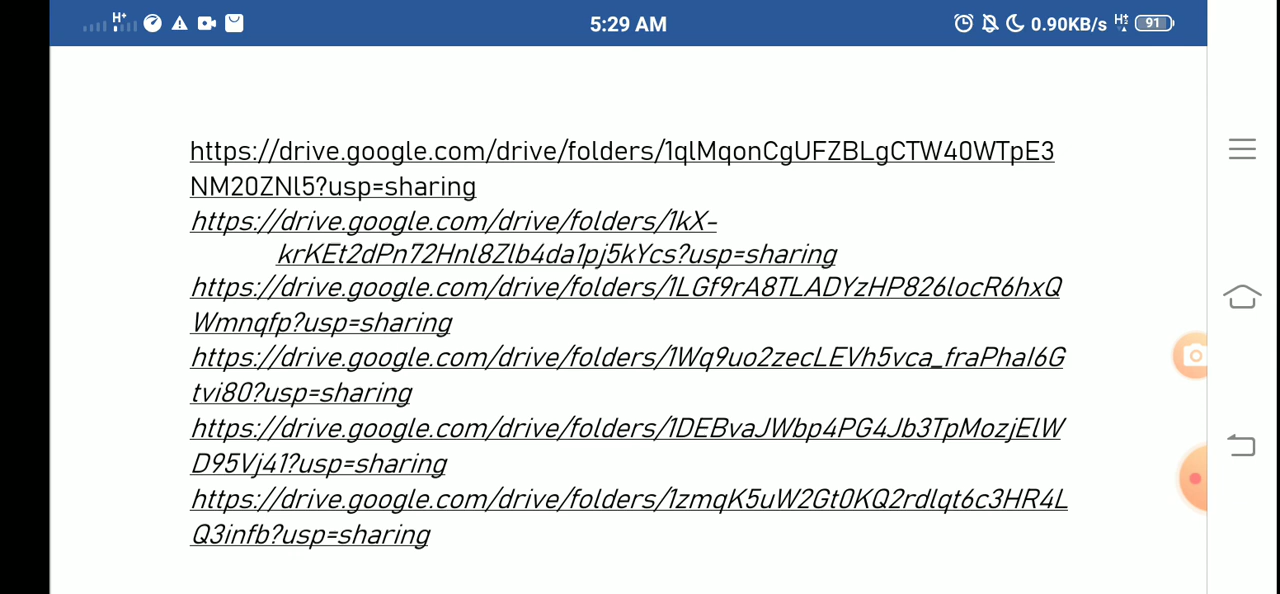 H+ 5:29 AM 0.90KB/s H‡ 91
https://drive.google.com/drive/folders/1qlMqonCgUFZBLgCTW40WTpE3
NM20ZNl5?usp=sharing
https://drive.google.com/drive/folders/1kX-
krKEt2dPn72Hnl8Zlb4da1pj5kYcs?usp=sharing
https://drive.google.com/drive/folders/1LGf9rA8TLADYzHP826locR6hxQ
Wmnqfp?usp=sharing
https://drive.google.com/drive/folders/1Wq9uo2zecLEVh5vca_fraPhaI6G
tvi80?usp=sharing
https://drive.google.com/drive/folders/1DEBvaJWbp4PG4Jb3TpMozjElW
D95Vj41?usp=sharing
https://drive.google.com/drive/folders/1zmqK5uW2Gt0KQ2rdlqt6c3HR4L
Q3infb?usp=sharing